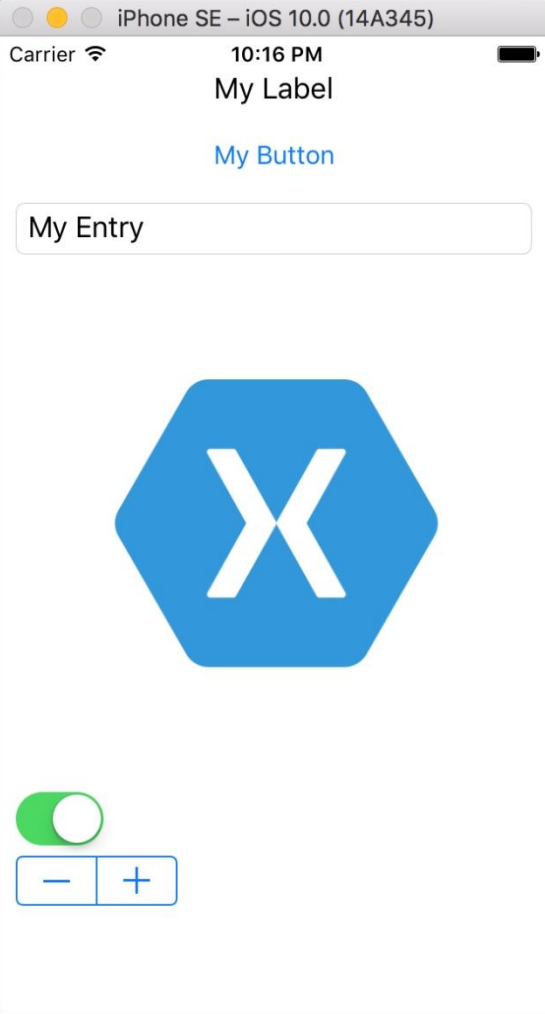 iPhone SE – iOS 10.0 (14A345)
Carrier 10:16 PM
My Label
My Button
My Entry
X
− +